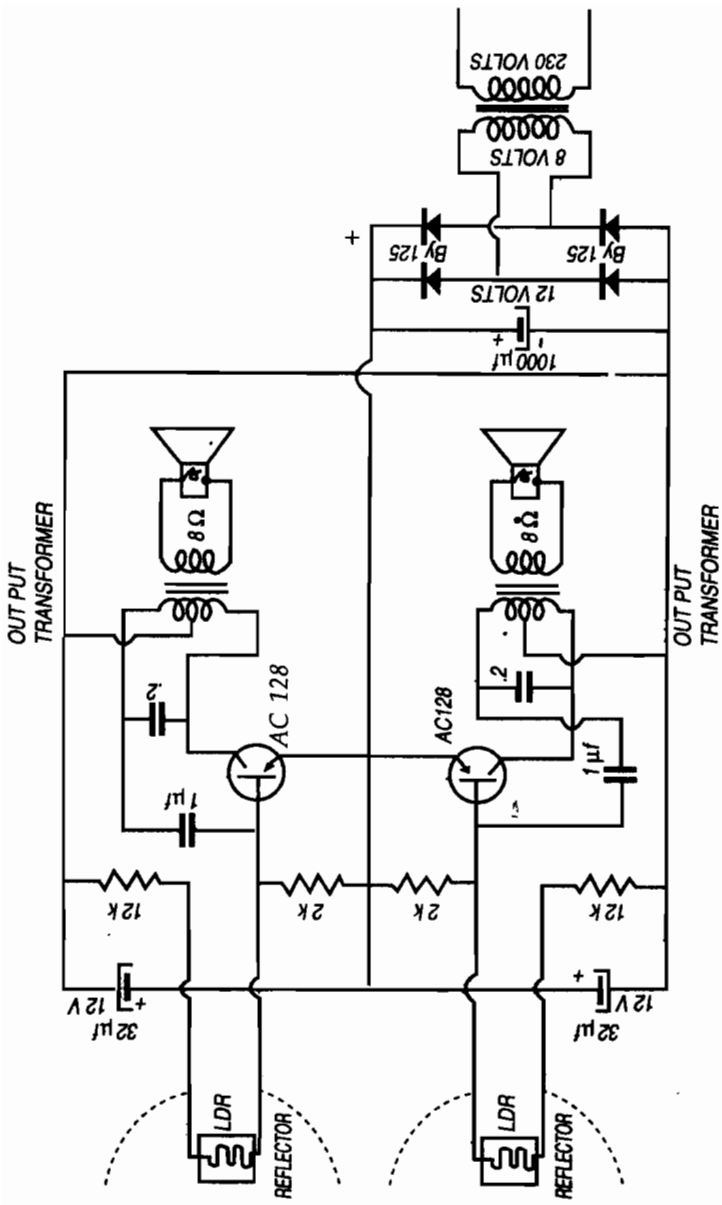 230 VOLTS
8 VOLTS
+
By 125
By 125
12 VOLTS
+
1000 µf
OUT PUT
TRANSFORMER
8 Ω
8 Ω
OUT PUT
TRANSFORMER
.2
AC 128
.2
AC128
1 µf
1 µf
12 k
2 k
2 k
12 k
12 V
+
32 µf
+
12 V
32 µf
LDR
REFLECTOR
LDR
REFLECTOR